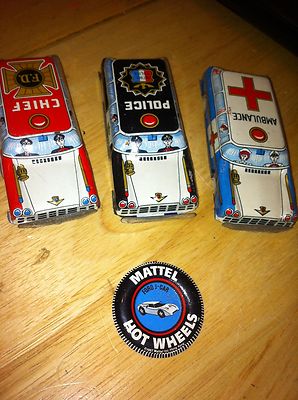 F.D.
CHIEF
POLICE
AMBULANCE
MATTEL
FORD J-CAR
HOT WHEELS